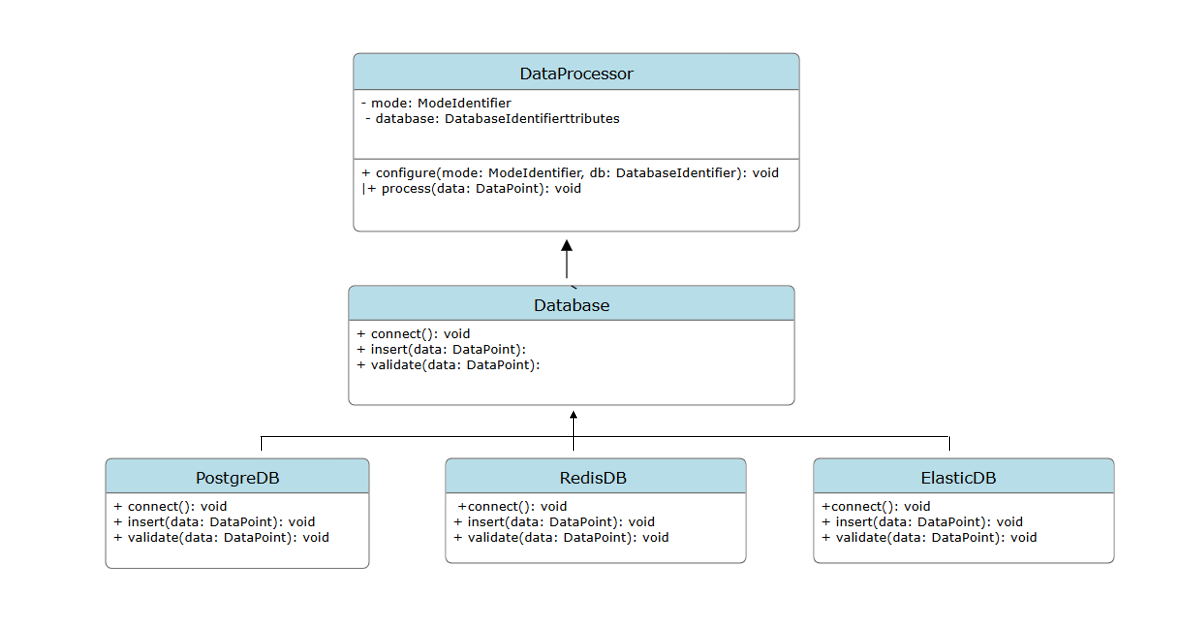 DataProcessor
- mode: ModeIdentifier
- database: DatabaseIdentifierttributes
+ configure(mode: ModeIdentifier, db: DatabaseIdentifier): void
|+ process(data: DataPoint): void
Database
+ connect(): void
+ insert(data: DataPoint):
+ validate(data: DataPoint):
PostgreDB
+ connect(): void
+ insert(data: DataPoint): void
+ validate(data: DataPoint): void
RedisDB
+connect(): void
+ insert(data: DataPoint): void
+ validate(data: DataPoint): void
ElasticDB
+connect(): void
+ insert(data: DataPoint): void
+ validate(data: DataPoint): void